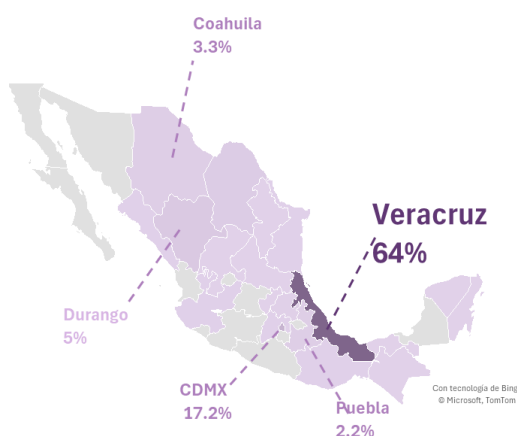 Coahuila
3.3%
Veracruz
64%
Durango
5%
CDMX
17.2%
Puebla
2.2%
Con tecnología de Bing
© Microsoft, TomTom